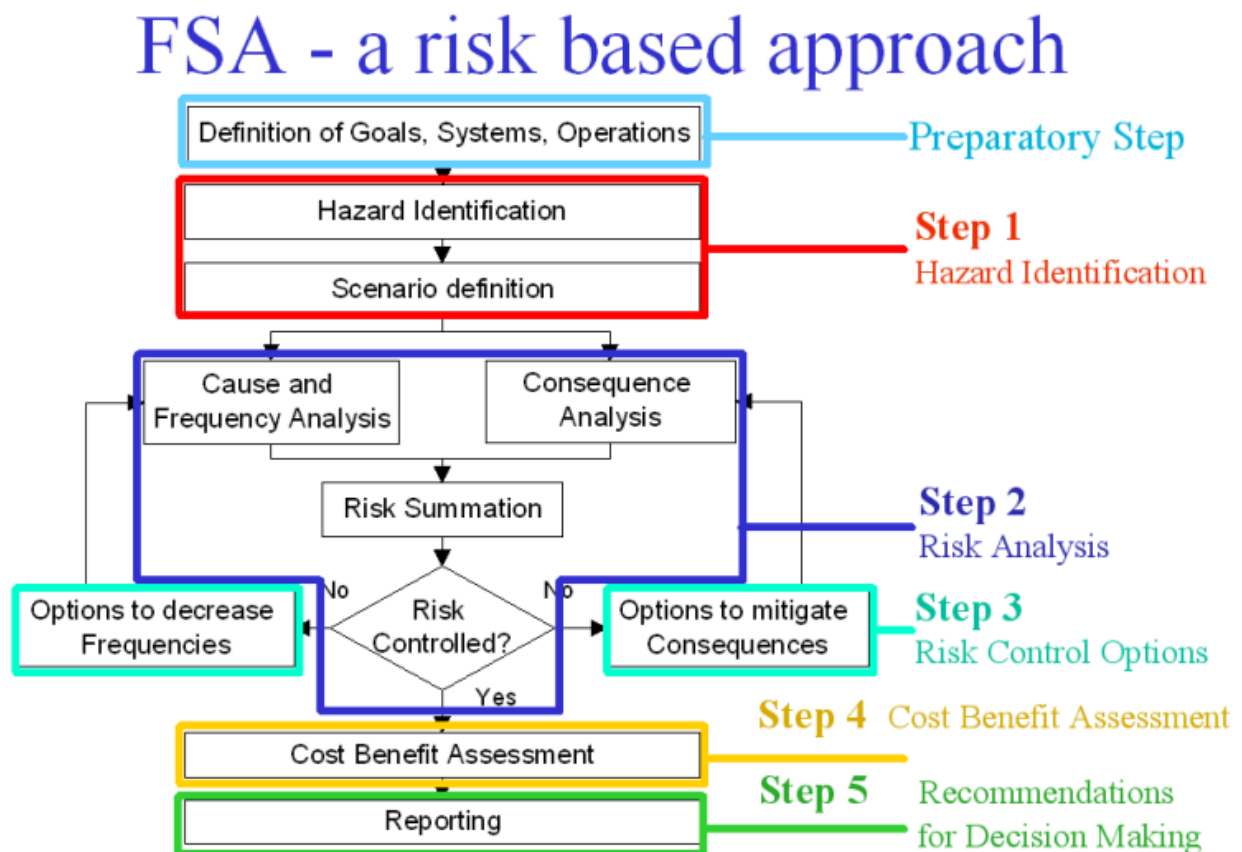 FSA - a risk based approach
Definition of Goals, Systems, Operations
Preparatory Step
Hazard Identification
Scenario definition
Step 1
Hazard Identification
Cause and
Frequency Analysis
Consequence
Analysis
Risk Summation
Step 2
Risk Analysis
No
No
Options to decrease
Frequencies
Risk
Controlled?
Options to mitigate
Consequences
Step 3
Risk Control Options
Yes
Step 4 Cost Benefit Assessment
Cost Benefit Assessment
Step 5 Recommendations
for Decision Making
Reporting